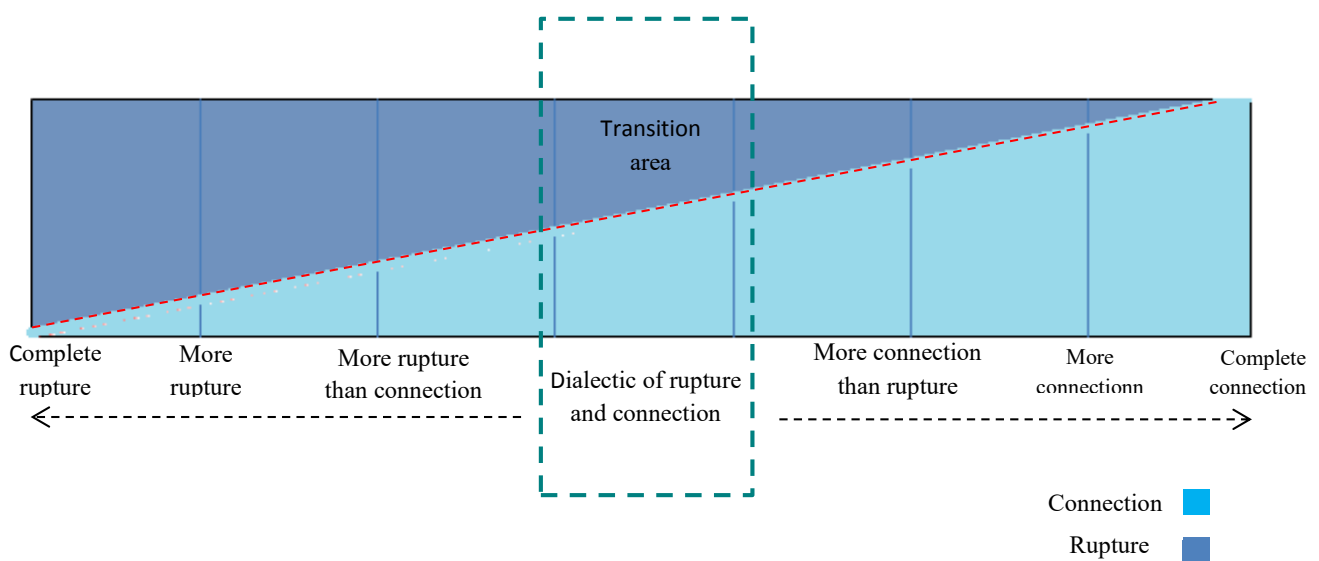 Transition
area
Complete
rupture
More
rupture
More rupture
than connection
Dialectic of rupture
and connection
More connection
than rupture
More
connectionn
Complete
connection
Connection
Rupture